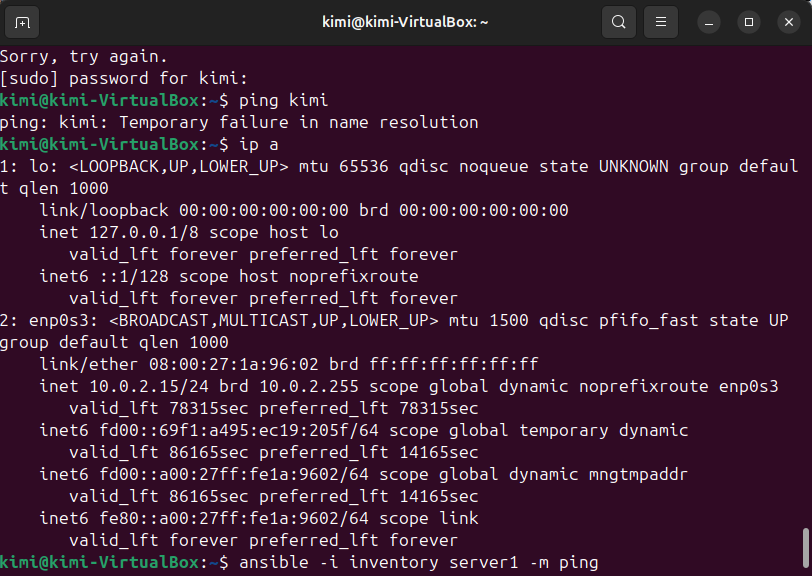 kimi@kimi-VirtualBox: ~
Sorry, try again.
[sudo] password for kimi:
kimi@kimi-VirtualBox:~$ ping kimi
ping: kimi: Temporary failure in name resolution
kimi@kimi-VirtualBox:~$ ip a
1: lo: <LOOPBACK,UP,LOWER_UP> mtu 65536 qdisc noqueue state UNKNOWN group defaul
t qlen 1000
    link/loopback 00:00:00:00:00:00 brd 00:00:00:00:00:00
    inet 127.0.0.1/8 scope host lo
       valid_lft forever preferred_lft forever
    inet6 ::1/128 scope host noprefixroute
       valid_lft forever preferred_lft forever
2: enp0s3: <BROADCAST,MULTICAST,UP,LOWER_UP> mtu 1500 qdisc pfifo_fast state UP
group default qlen 1000
    link/ether 08:00:27:1a:96:02 brd ff:ff:ff:ff:ff:ff
    inet 10.0.2.15/24 brd 10.0.2.255 scope global dynamic noprefixroute enp0s3
       valid_lft 78315sec preferred_lft 78315sec
    inet6 fd00::69f1:a495:ec19:205f/64 scope global temporary dynamic
       valid_lft 86165sec preferred_lft 14165sec
    inet6 fd00::a00:27ff:fe1a:9602/64 scope global dynamic mngtmpaddr
       valid_lft 86165sec preferred_lft 14165sec
    inet6 fe80::a00:27ff:fe1a:9602/64 scope link
       valid_lft forever preferred_lft forever
kimi@kimi-VirtualBox:~$ ansible -i inventory server1 -m ping